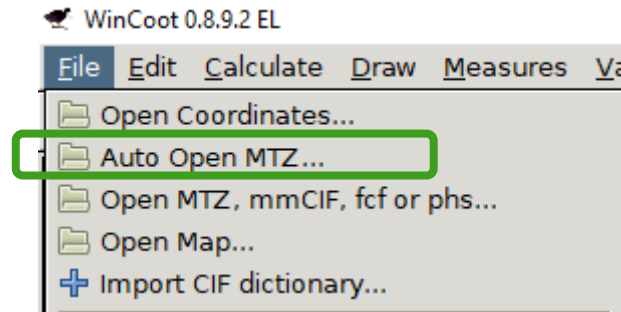 WinCoot 0.8.9.2 EL
File Edit Calculate Draw Measures
Open Coordinates...
Auto Open MTZ...
Open MTZ, mmCIF, fcf or phs...
Open Map...
Import CIF dictionary...